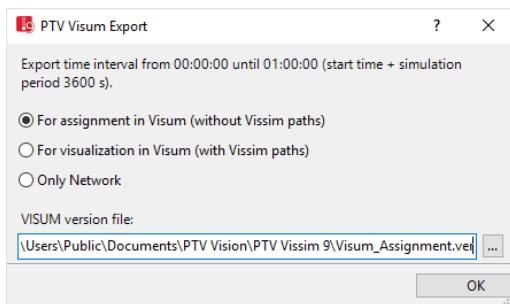 PTV Visum Export
Export time interval from 00:00:00 until 01:00:00 (start time + simulation
period 3600 s).
For assignment in Visum (without Vissim paths)
For visualization in Visum (with Vissim paths)
Only Network
VISUM version file:
\Users\Public\Documents\PTV Vision\PTV Vissim 9\Visum_Assignment.ver
...
OK